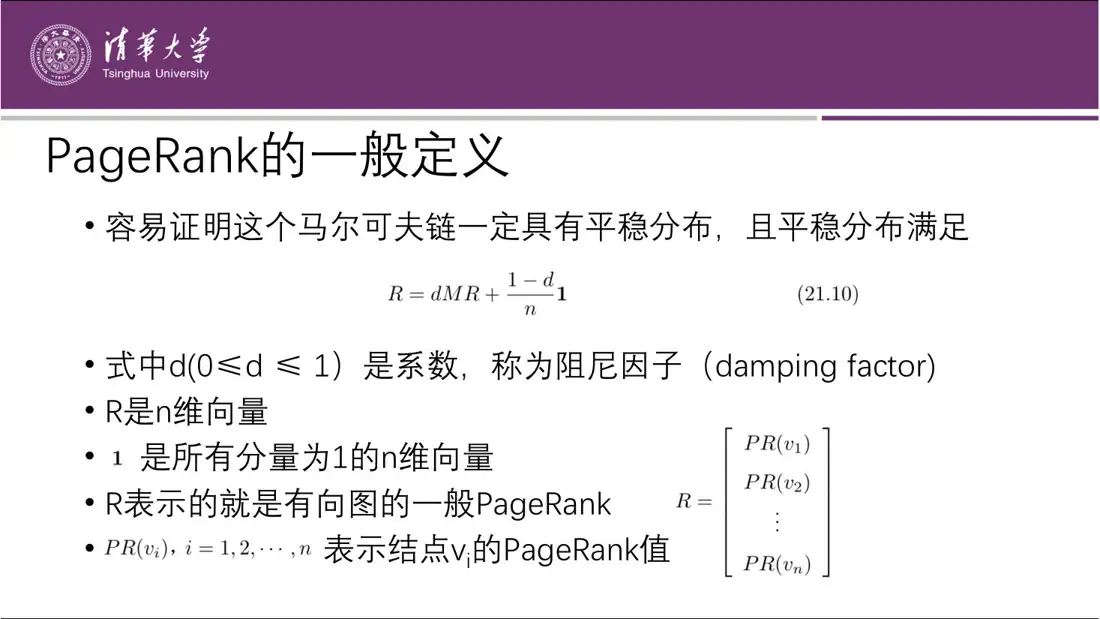 清华大学
Tsinghua University
PageRank的一般定义
• 容易证明这个马尔可夫链一定具有平稳分布，且平稳分布满足
R = dMR + \frac{1 − d}{n}1 (21.10)
• 式中d(0≤d ≤ 1）是系数，称为阻尼因子（damping factor)
• R是n维向量
• 1 是所有分量为1的n维向量
• R表示的就是有向图的一般PageRank
• PR(v_i)，i = 1, 2, ⋯ , n 表示结点v_i的PageRank值
R =
PR(v_1)
PR(v_2)
⋮
PR(v_n)